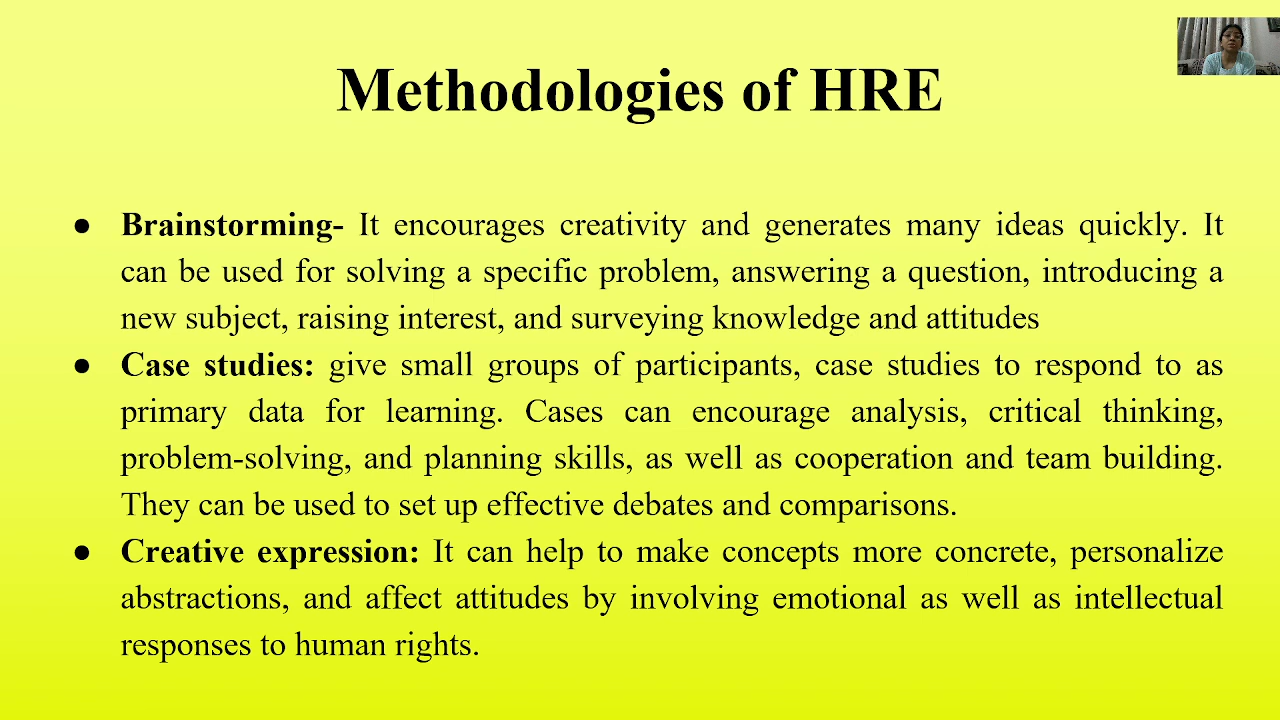 Methodologies of HRE
● Brainstorming- It encourages creativity and generates many ideas quickly. It
can be used for solving a specific problem, answering a question, introducing a
new subject, raising interest, and surveying knowledge and attitudes
● Case studies: give small groups of participants, case studies to respond to as
primary data for learning. Cases can encourage analysis, critical thinking,
problem-solving, and planning skills, as well as cooperation and team building.
They can be used to set up effective debates and comparisons.
● Creative expression: It can help to make concepts more concrete, personalize
abstractions, and affect attitudes by involving emotional as well as intellectual
responses to human rights.